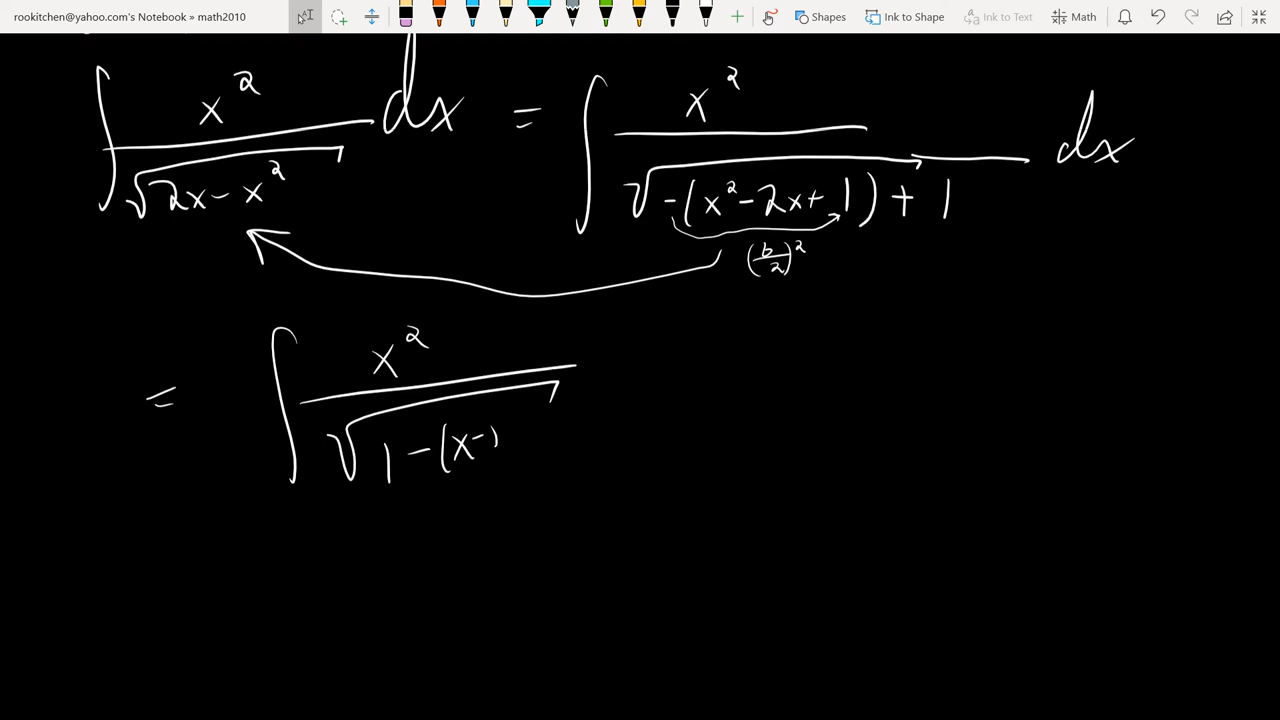 rookitchen@yahoo.com's Notebook » math2010
Shapes Ink to Shape Ink to Text Math
∫ x² / √(2x - x²) dx = ∫ x² / √(-(x² - 2x + 1) + 1) dx
(b/2)²
= ∫ x² / √(1 - (x -